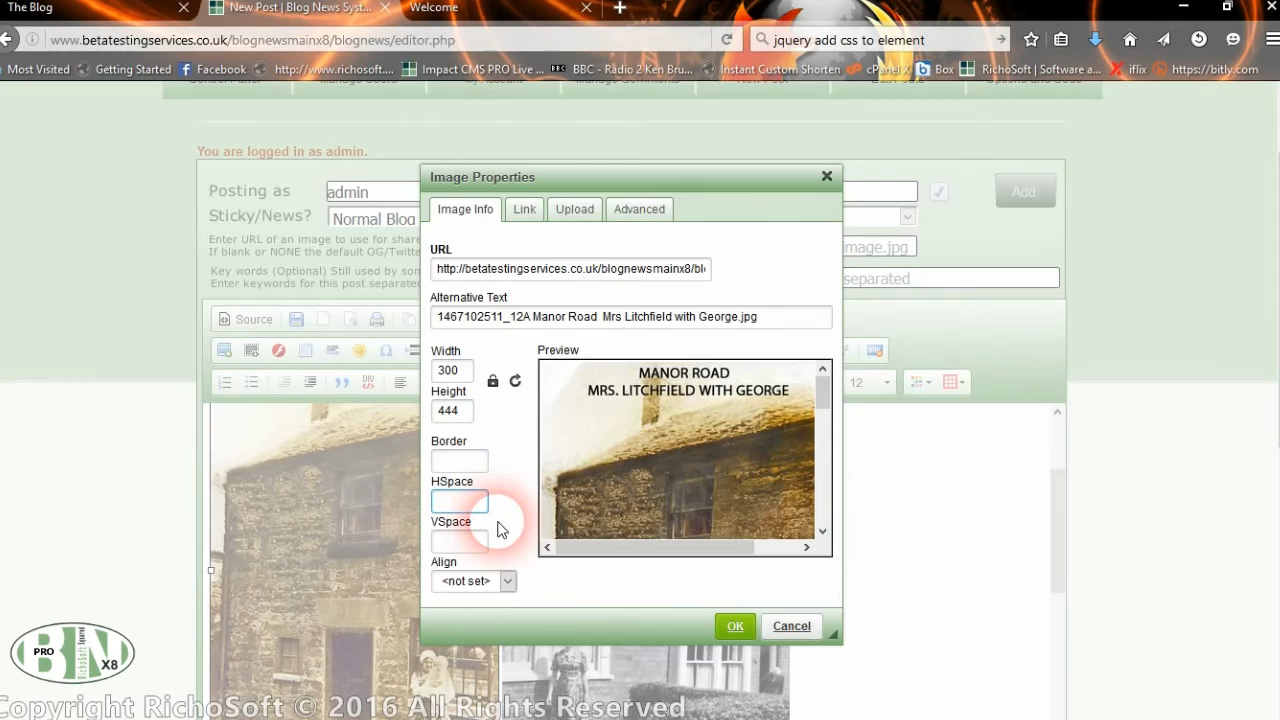 The Blog
New Post | Blog News Syst...
Welcome
www.betatestingservices.co.uk/blognewsmainx8/blognews/editor.php
jquery add css to element
Most Visited
Getting Started
Facebook
http://www.richosoft....
Impact CMS PRO Live ...
BBC - Radio 2 Ken Bru...
Instant Custom Shorten
cPanel X
Box
RichoSoft | Software a...
iflix
https://bitly.com
You are logged in as admin.
Posting as
admin
Add
Sticky/News?
Normal Blog
Enter URL of an image to use for share
If blank or NONE the default OG/Twitte
image.jpg
Key words (Optional) Still used by som
Enter keywords for this post separated
separated
Source
12
Image Properties
Image Info
Link
Upload
Advanced
URL
http://betatestingservices.co.uk/blognewsmainx8/bl
Alternative Text
1467102511_12A Manor Road Mrs Litchfield with George.jpg
Width
300
Height
444
Border
HSpace
VSpace
Align
<not set>
Preview
MANOR ROAD
MRS. LITCHFIELD WITH GEORGE
OK
Cancel
PRO
BN
X8
RichoSoft
Copyright RichoSoft © 2016 All Rights Reserved